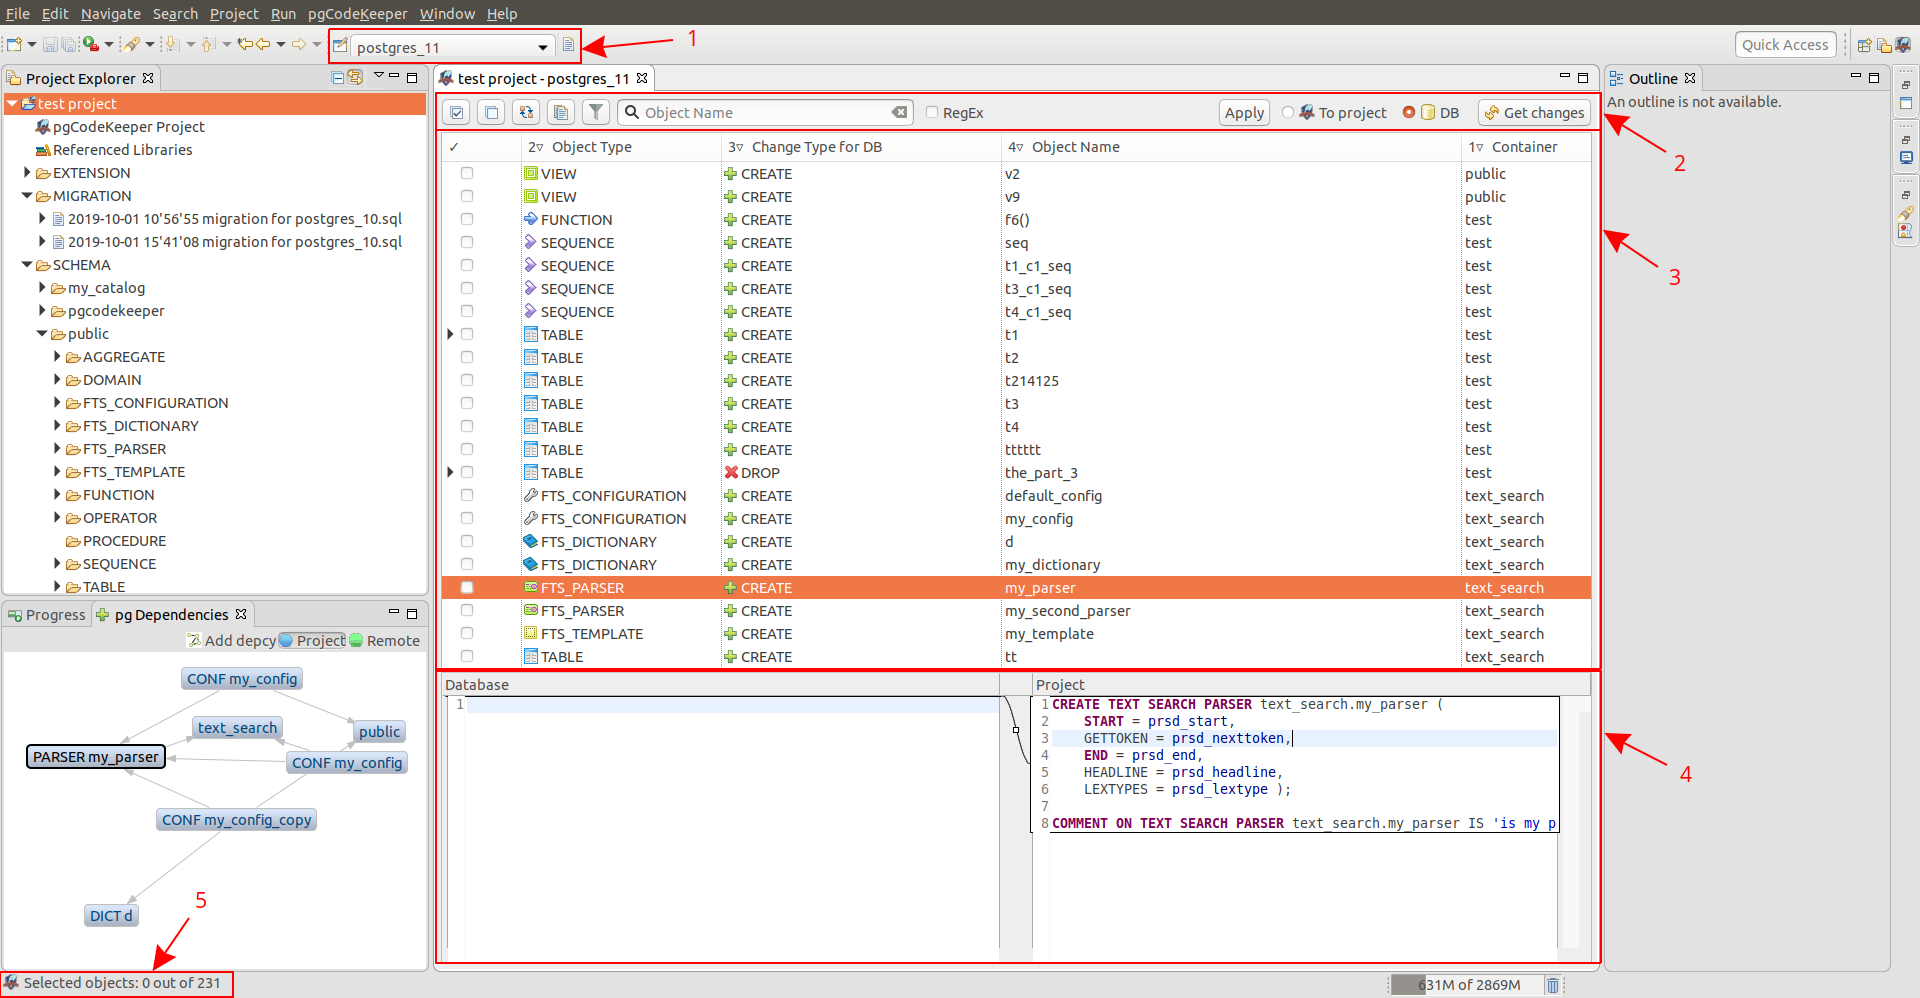 File Edit Navigate Search Project Run pgCodeKeeper Window Help
postgres_11
1
Quick Access
Project Explorer
test project
pgCodeKeeper Project
Referenced Libraries
EXTENSION
MIGRATION
2019-10-01 10'56'55 migration for postgres_10.sql
2019-10-01 15'41'08 migration for postgres_10.sql
SCHEMA
my_catalog
pgcodekeeper
public
AGGREGATE
DOMAIN
FTS_CONFIGURATION
FTS_DICTIONARY
FTS_PARSER
FTS_TEMPLATE
FUNCTION
OPERATOR
PROCEDURE
SEQUENCE
TABLE
test project - postgres_11
Object Name RegEx Apply To project DB Get changes
2 Object Type 3 Change Type for DB 4 Object Name 1 Container
VIEW CREATE v2 public
VIEW CREATE v9 public
FUNCTION CREATE f6() test
SEQUENCE CREATE seq test
SEQUENCE CREATE t1_c1_seq test
SEQUENCE CREATE t3_c1_seq test
SEQUENCE CREATE t4_c1_seq test
TABLE CREATE t1 test
TABLE CREATE t2 test
TABLE CREATE t214125 test
TABLE CREATE t3 test
TABLE CREATE t4 test
TABLE CREATE tttttt test
TABLE DROP the_part_3 test
FTS_CONFIGURATION CREATE default_config text_search
FTS_CONFIGURATION CREATE my_config text_search
FTS_DICTIONARY CREATE d text_search
FTS_DICTIONARY CREATE my_dictionary text_search
FTS_PARSER CREATE my_parser text_search
FTS_PARSER CREATE my_second_parser text_search
FTS_TEMPLATE CREATE my_template text_search
TABLE CREATE tt text_search
Outline
An outline is not available.
2
3
Progress pg Dependencies
Add depcy Project Remote
CONF my_config
text_search
public
PARSER my_parser
CONF my_config
CONF my_config_copy
DICT d
5
Database
1
Project
1 CREATE TEXT SEARCH PARSER text_search.my_parser (
2 START = prsd_start,
3 GETTOKEN = prsd_nexttoken,
4 END = prsd_end,
5 HEADLINE = prsd_headline,
6 LEXTYPES = prsd_lextype );
7
8 COMMENT ON TEXT SEARCH PARSER text_search.my_parser IS 'is my p
4
Selected objects: 0 out of 231
631M of 2869M